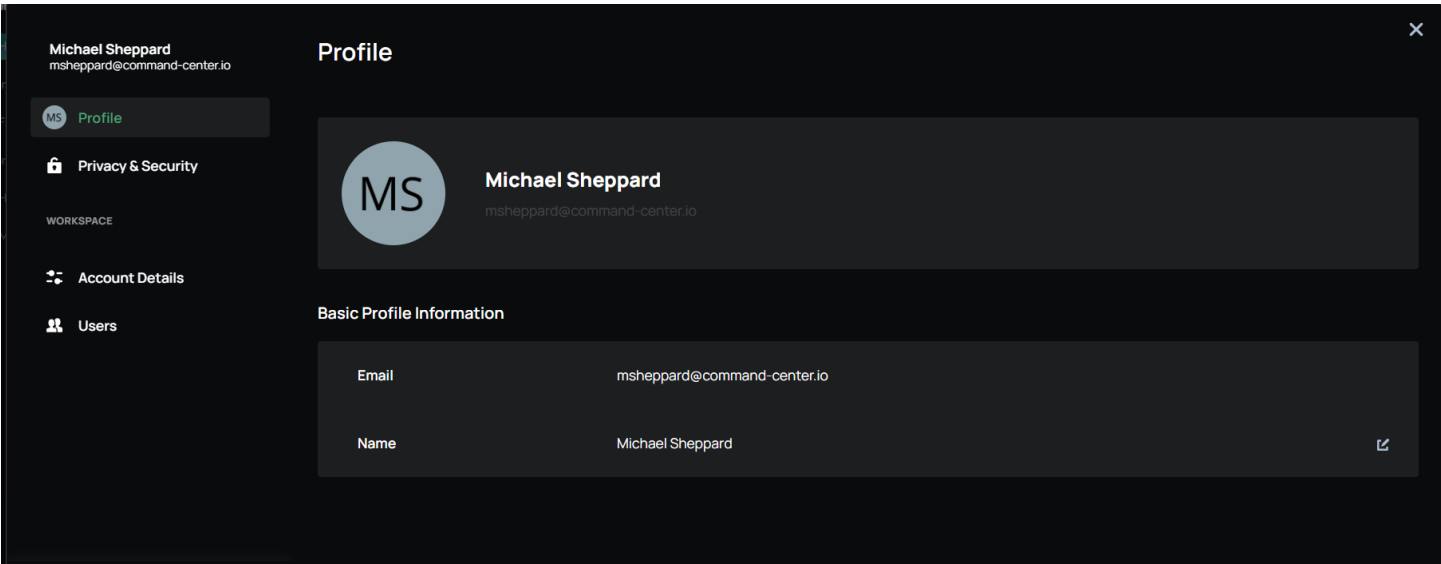 Michael Sheppard
msheppard@command-center.io
MS Profile
Privacy & Security
WORKSPACE
Account Details
Users
Profile
MS
Michael Sheppard
msheppard@command-center.io
Basic Profile Information
Email msheppard@command-center.io
Name Michael Sheppard